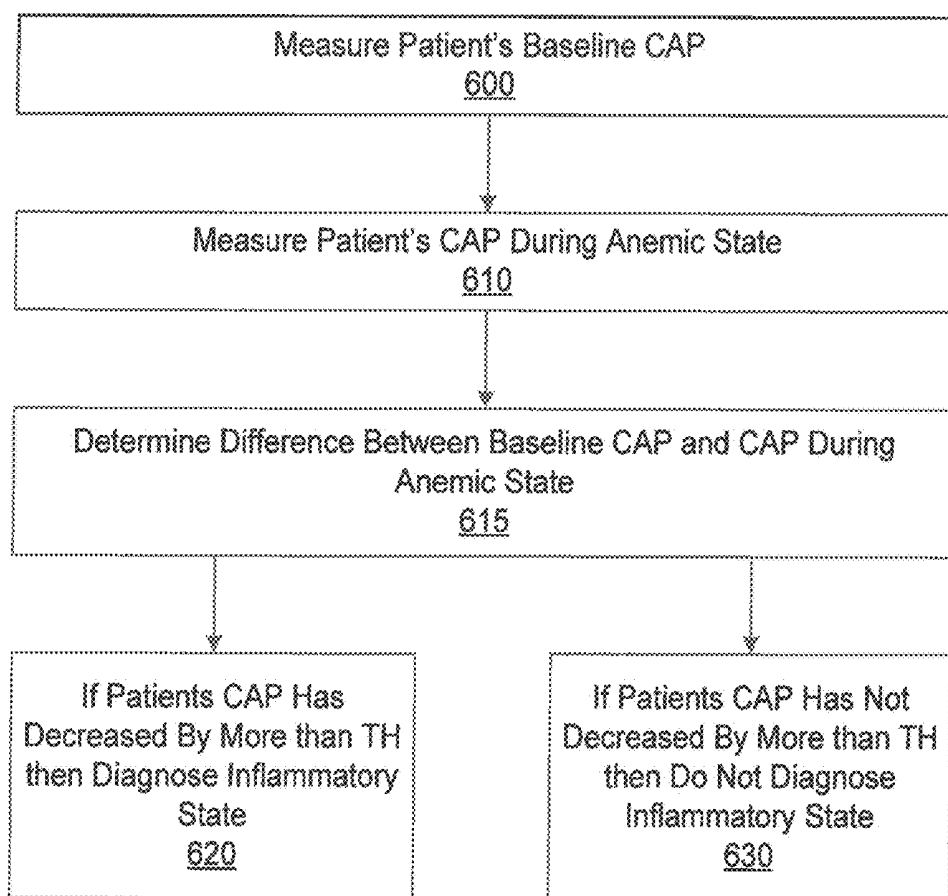 Measure Patient's Baseline CAP
600
Measure Patient's CAP During Anemic State
610
Determine Difference Between Baseline CAP and CAP During
Anemic State
615
If Patients CAP Has
Decreased By More than TH
then Diagnose Inflammatory
State
620
If Patients CAP Has Not
Decreased By More than TH
then Do Not Diagnose
Inflammatory State
630